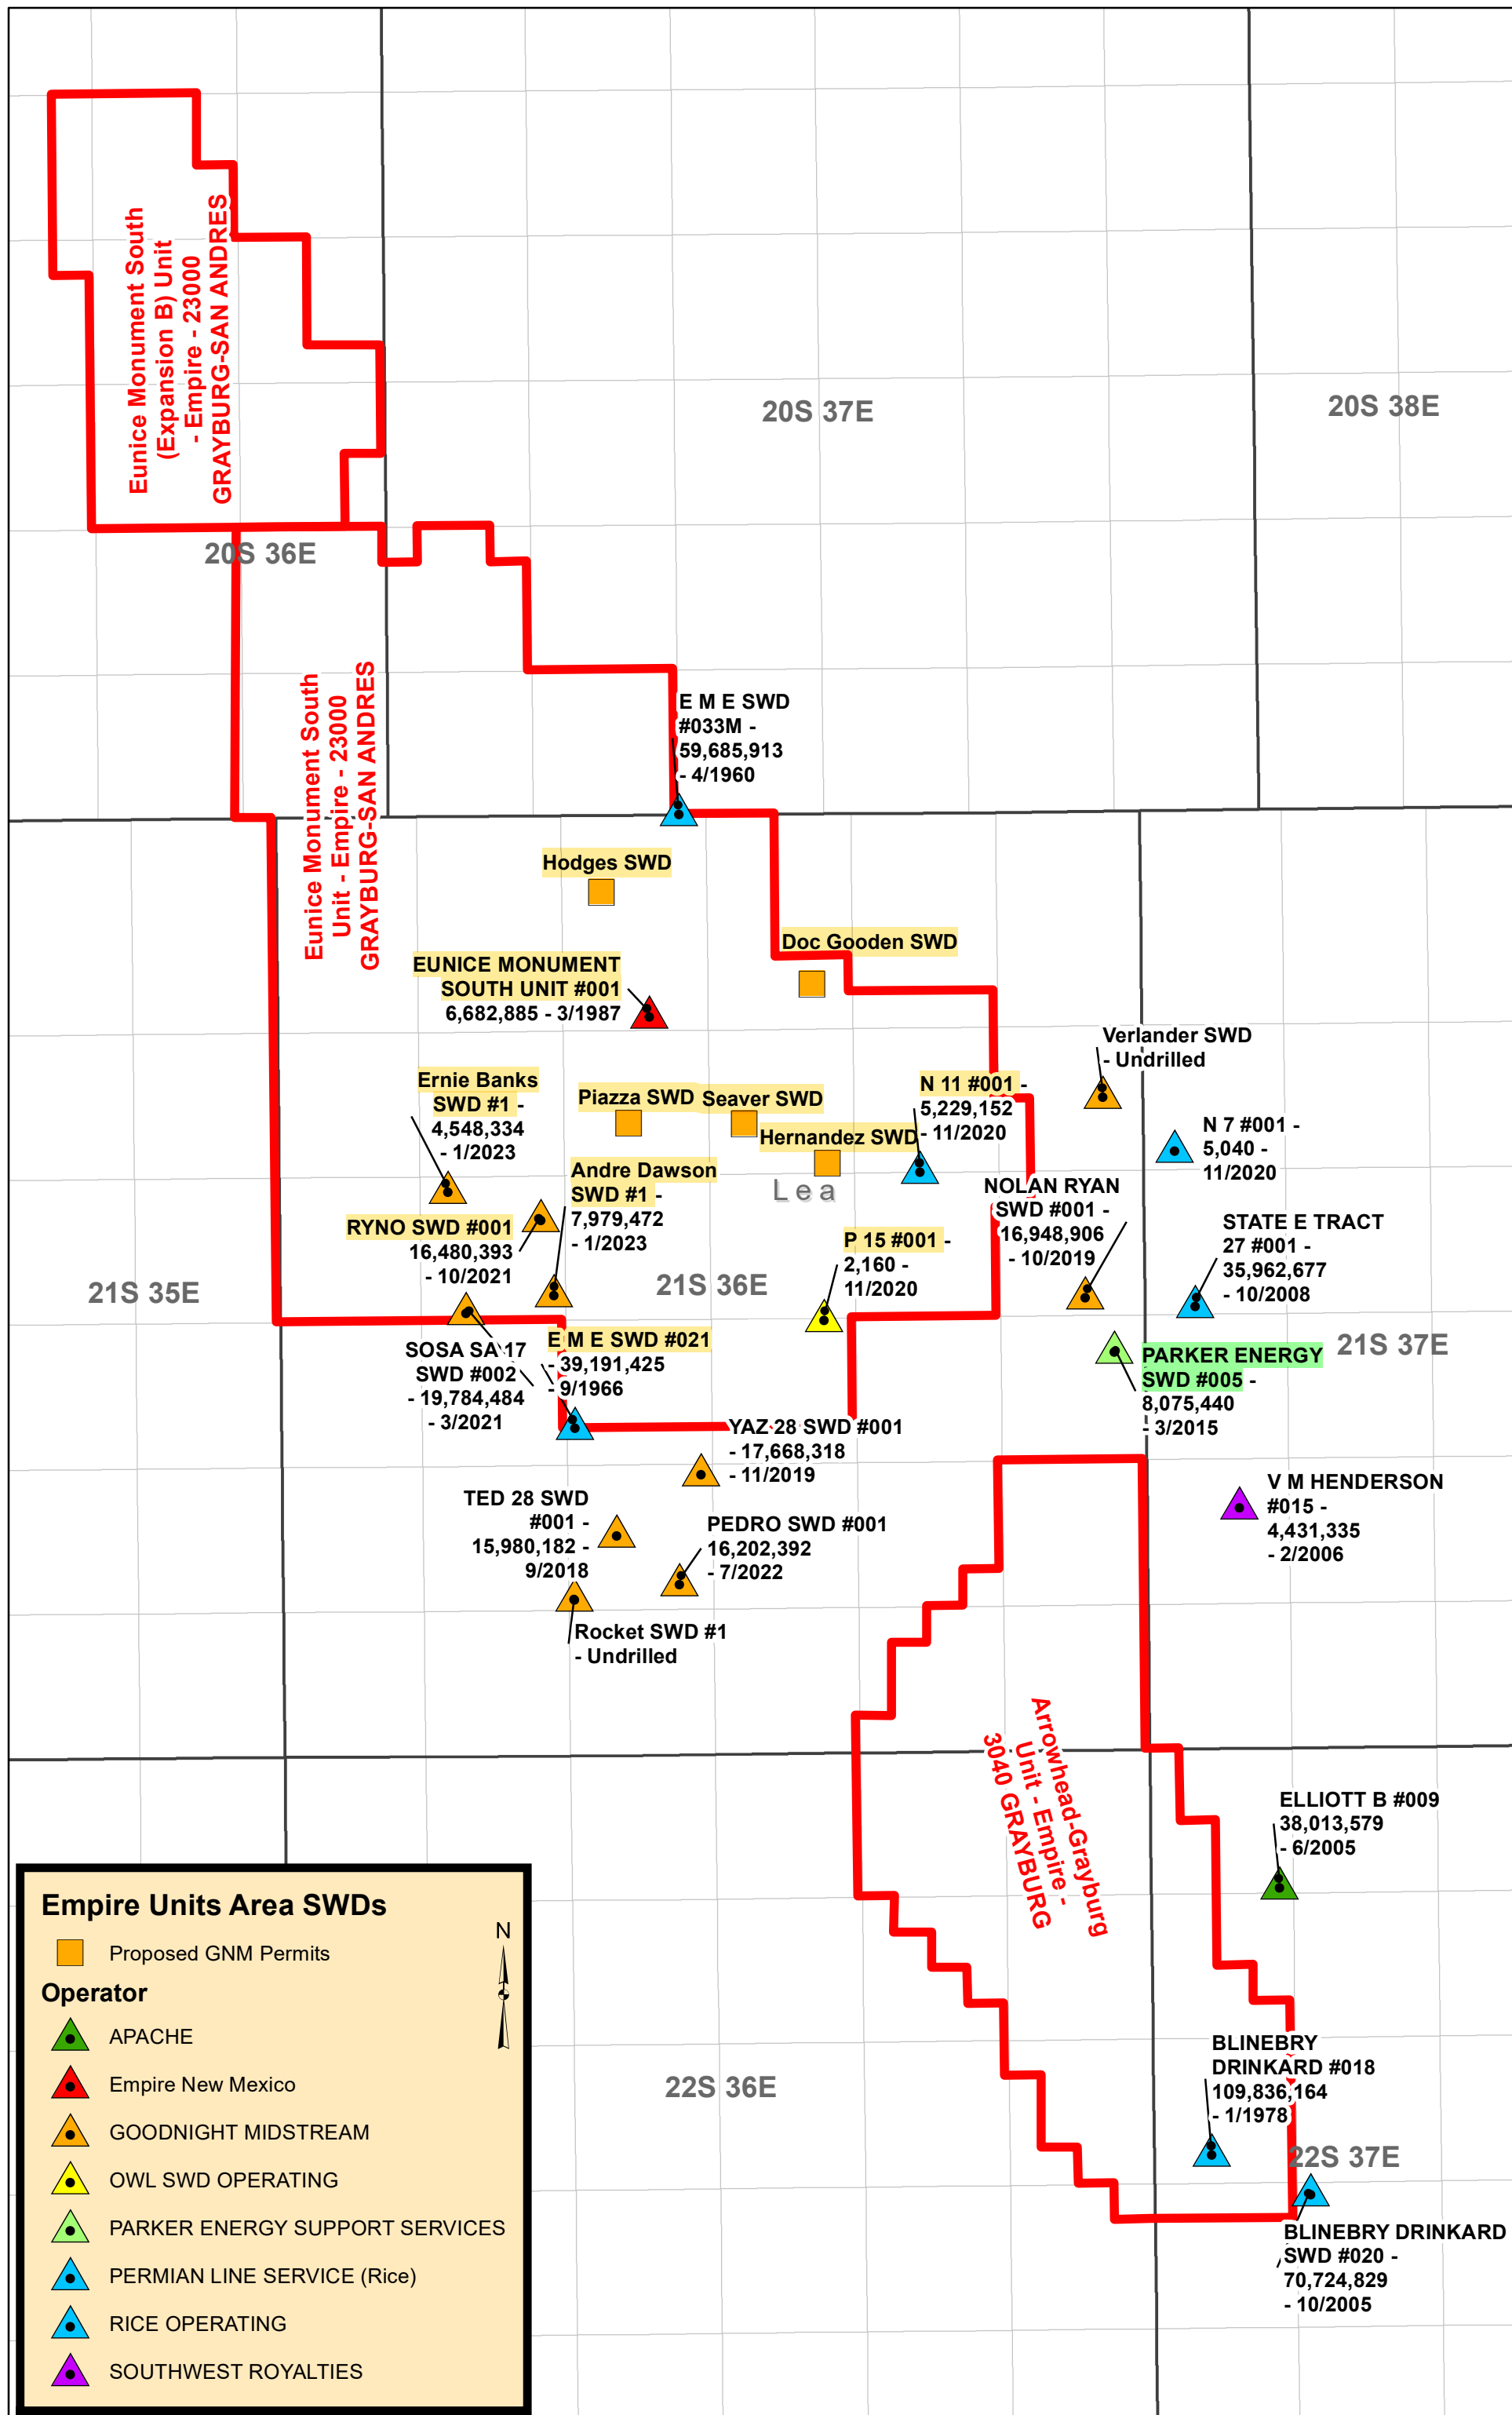 Eunice Monument South
(Expansion B) Unit
- Empire - 23000
GRAYBURG-SAN ANDRES
20S 37E
20S 38E
20S 36E
Eunice Monument South
Unit - Empire - 23000
GRAYBURG-SAN ANDRES
E M E SWD
#033M -
59,685,913
- 4/1960
Hodges SWD
Doc Gooden SWD
EUNICE MONUMENT
SOUTH UNIT #001
6,682,885 - 3/1987
Verlander SWD
- Undrilled
Ernie Banks
SWD #1 -
4,548,334
- 1/2023
Piazza SWD
Seaver SWD
N 11 #001 -
5,229,152
- 11/2020
N 7 #001 -
5,040 -
11/2020
Hernandez SWD
Lea
Andre Dawson
SWD #1 -
7,979,472
- 1/2023
NOLAN RYAN
SWD #001 -
16,948,906
- 10/2019
RYNO SWD #001
16,480,393
- 10/2021
STATE E TRACT
27 #001 -
35,962,677
- 10/2008
P 15 #001 -
2,160 -
11/2020
21S 35E
21S 36E
21S 37E
SOSA SA 17
SWD #002
- 19,784,484
- 3/2021
E M E SWD #021
- 39,191,425
- 9/1966
PARKER ENERGY
SWD #005 -
8,075,440
- 3/2015
YAZ 28 SWD #001
- 17,668,318
- 11/2019
V M HENDERSON
#015 -
4,431,335
- 2/2006
TED 28 SWD
#001 -
15,980,182 -
9/2018
PEDRO SWD #001
16,202,392
- 7/2022
Rocket SWD #1
- Undrilled
Arrowhead-Grayburg
Unit - Empire -
3040 GRAYBURG
ELLIOTT B #009
38,013,579
- 6/2005
22S 36E
BLINEBRY
DRINKARD #018
109,836,164
- 1/1978
22S 37E
BLINEBRY DRINKARD
SWD #020 -
70,724,829
- 10/2005
Empire Units Area SWDs
N
Proposed GNM Permits
Operator
APACHE
Empire New Mexico
GOODNIGHT MIDSTREAM
OWL SWD OPERATING
PARKER ENERGY SUPPORT SERVICES
PERMIAN LINE SERVICE (Rice)
RICE OPERATING
SOUTHWEST ROYALTIES